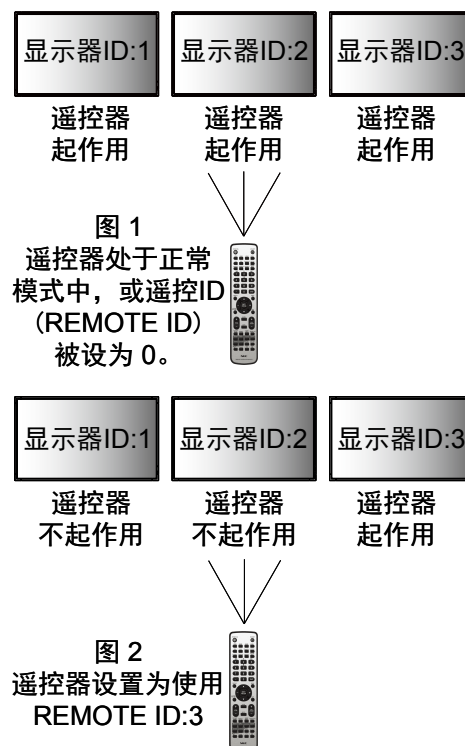 显示器ID:1
显示器ID:2
显示器ID:3
遥控器
起作用
遥控器
起作用
遥控器
起作用
图 1
遥控器处于正常
模式中，或遥控ID
(REMOTE ID)
被设为 0。
显示器ID:1
显示器ID:2
显示器ID:3
遥控器
不起作用
遥控器
不起作用
遥控器
起作用
图 2
遥控器设置为使用
REMOTE ID:3